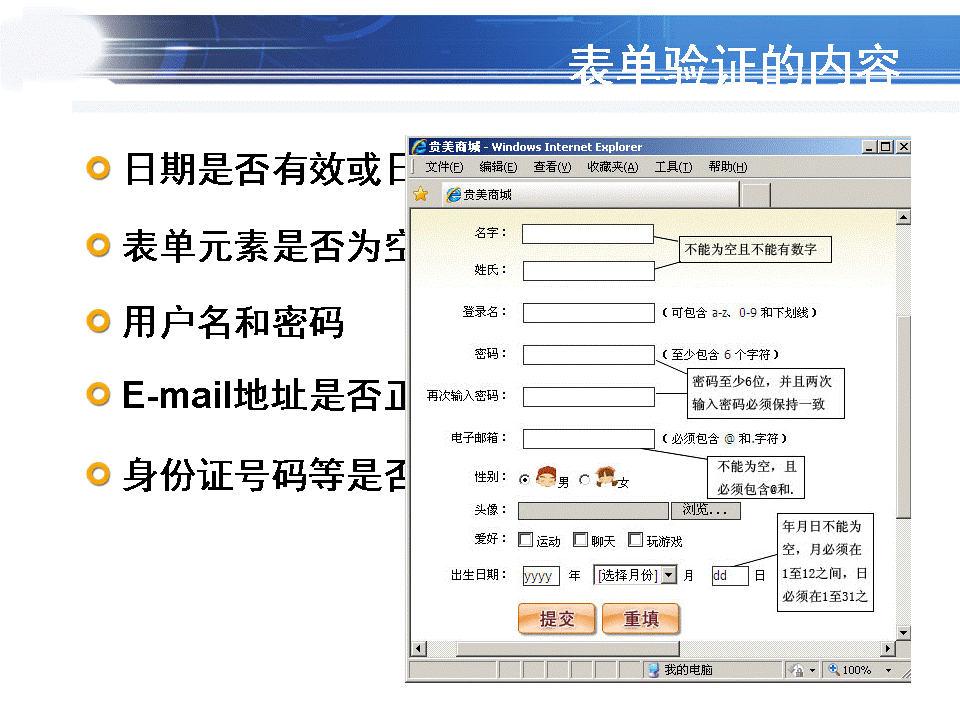 表单验证的内容
日期是否有效或日
表单元素是否为空
用户名和密码
E-mail地址是否正
身份证号码等是否
贵美商城 - Windows Internet Explorer
文件(F) 编辑(E) 查看(V) 收藏夹(A) 工具(T) 帮助(H)
贵美商城
名字：
不能为空且不能有数字
姓氏：
登录名： （可包含 a-z、0-9 和下划线）
密码： （至少包含 6 个字符）
密码至少6位，并且两次
输入密码必须保持一致
再次输入密码：
电子邮箱： （必须包含 @ 和.字符）
不能为空，且
必须包含@和.
性别： 男 女
头像： 浏览...
爱好： 运动 聊天 玩游戏
年月日不能为
空，月必须在
1至12之间，日
必须在1至31之
出生日期： yyyy 年 [选择月份] 月 dd 日
提交 重填
我的电脑 100%